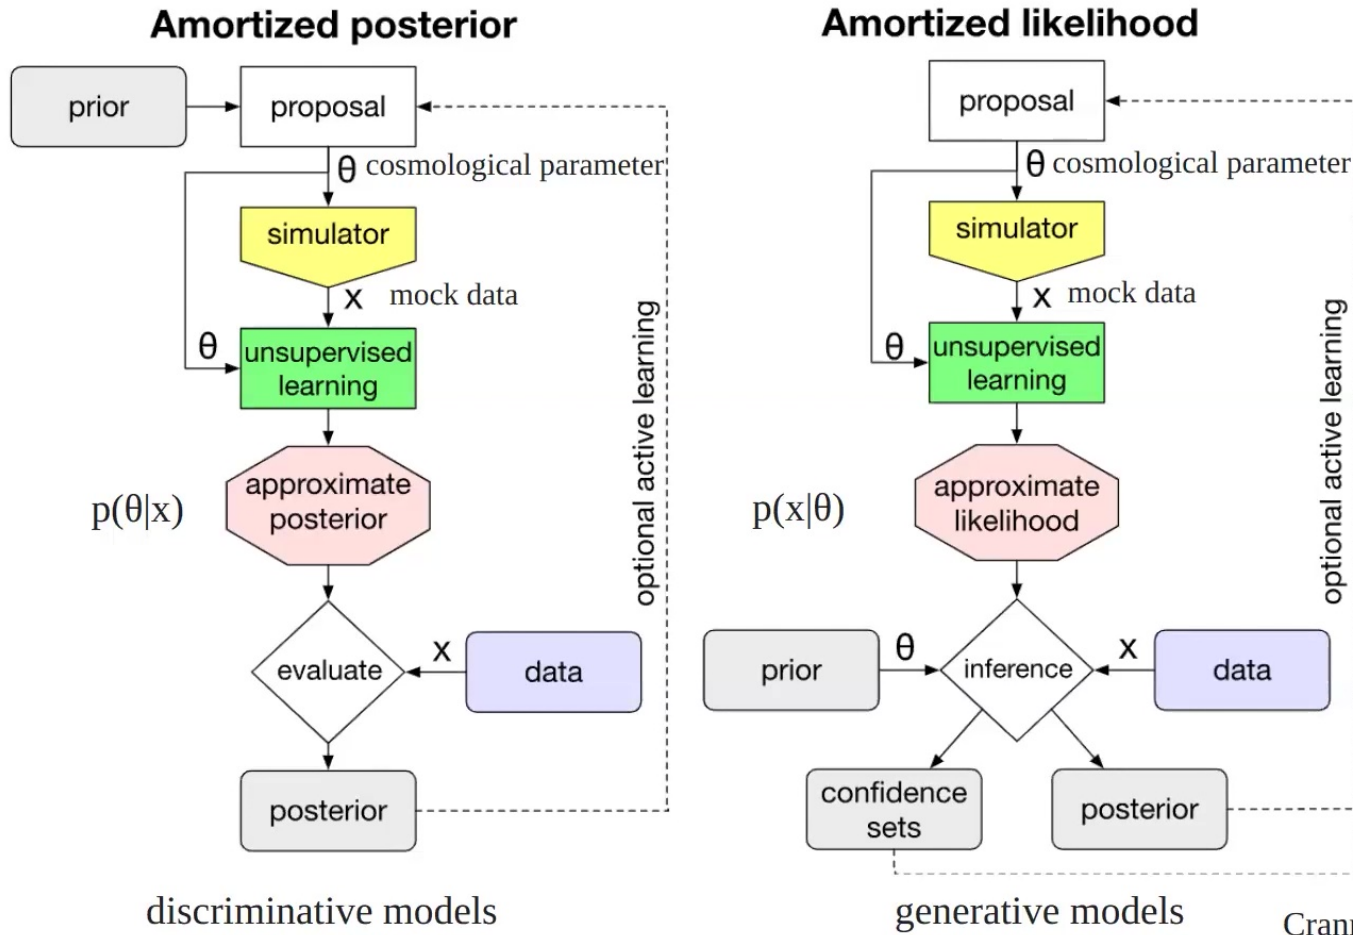 Amortized posterior
prior
proposal
θ cosmological parameter
simulator
x mock data
θ
unsupervised
learning
p(θ|x)
approximate
posterior
evaluate
x
data
posterior
optional active learning
discriminative models
Amortized likelihood
proposal
θ cosmological parameter
simulator
x mock data
θ
unsupervised
learning
p(x|θ)
approximate
likelihood
prior
θ
inference
x
data
confidence
sets
posterior
optional active learning
generative models